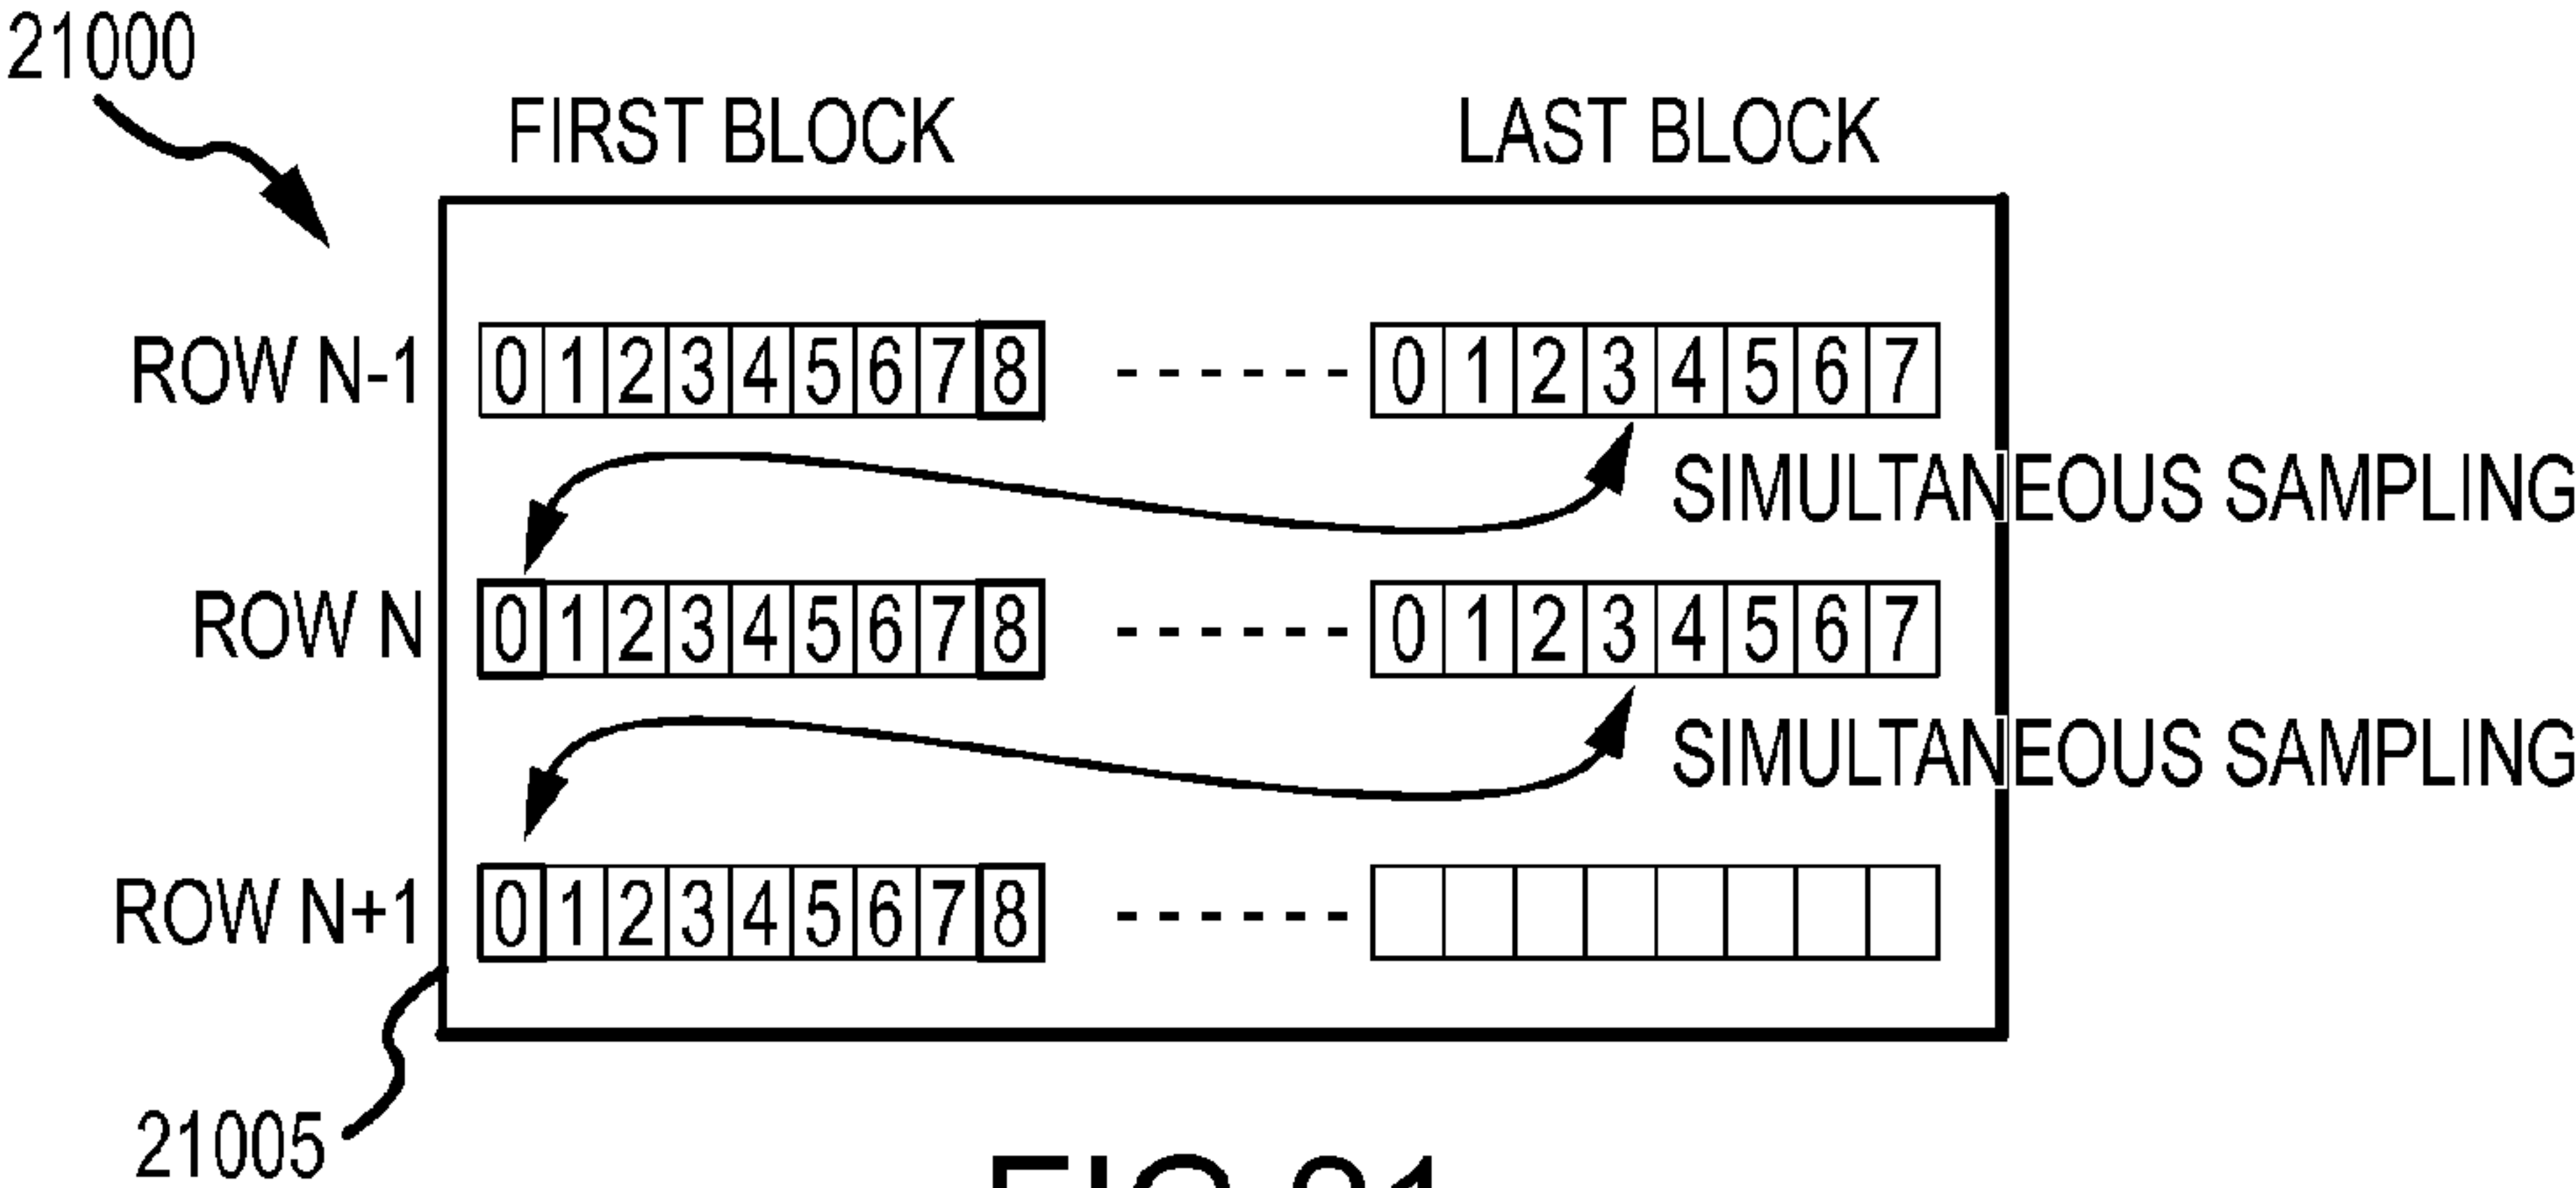 21000
FIRST BLOCK LAST BLOCK
ROW N-1 0 1 2 3 4 5 6 7 8 0 1 2 3 4 5 6 7
SIMULTANEOUS SAMPLING
ROW N 0 1 2 3 4 5 6 7 8 0 1 2 3 4 5 6 7
SIMULTANEOUS SAMPLING
ROW N+1 0 1 2 3 4 5 6 7 8
21005
FIG.21